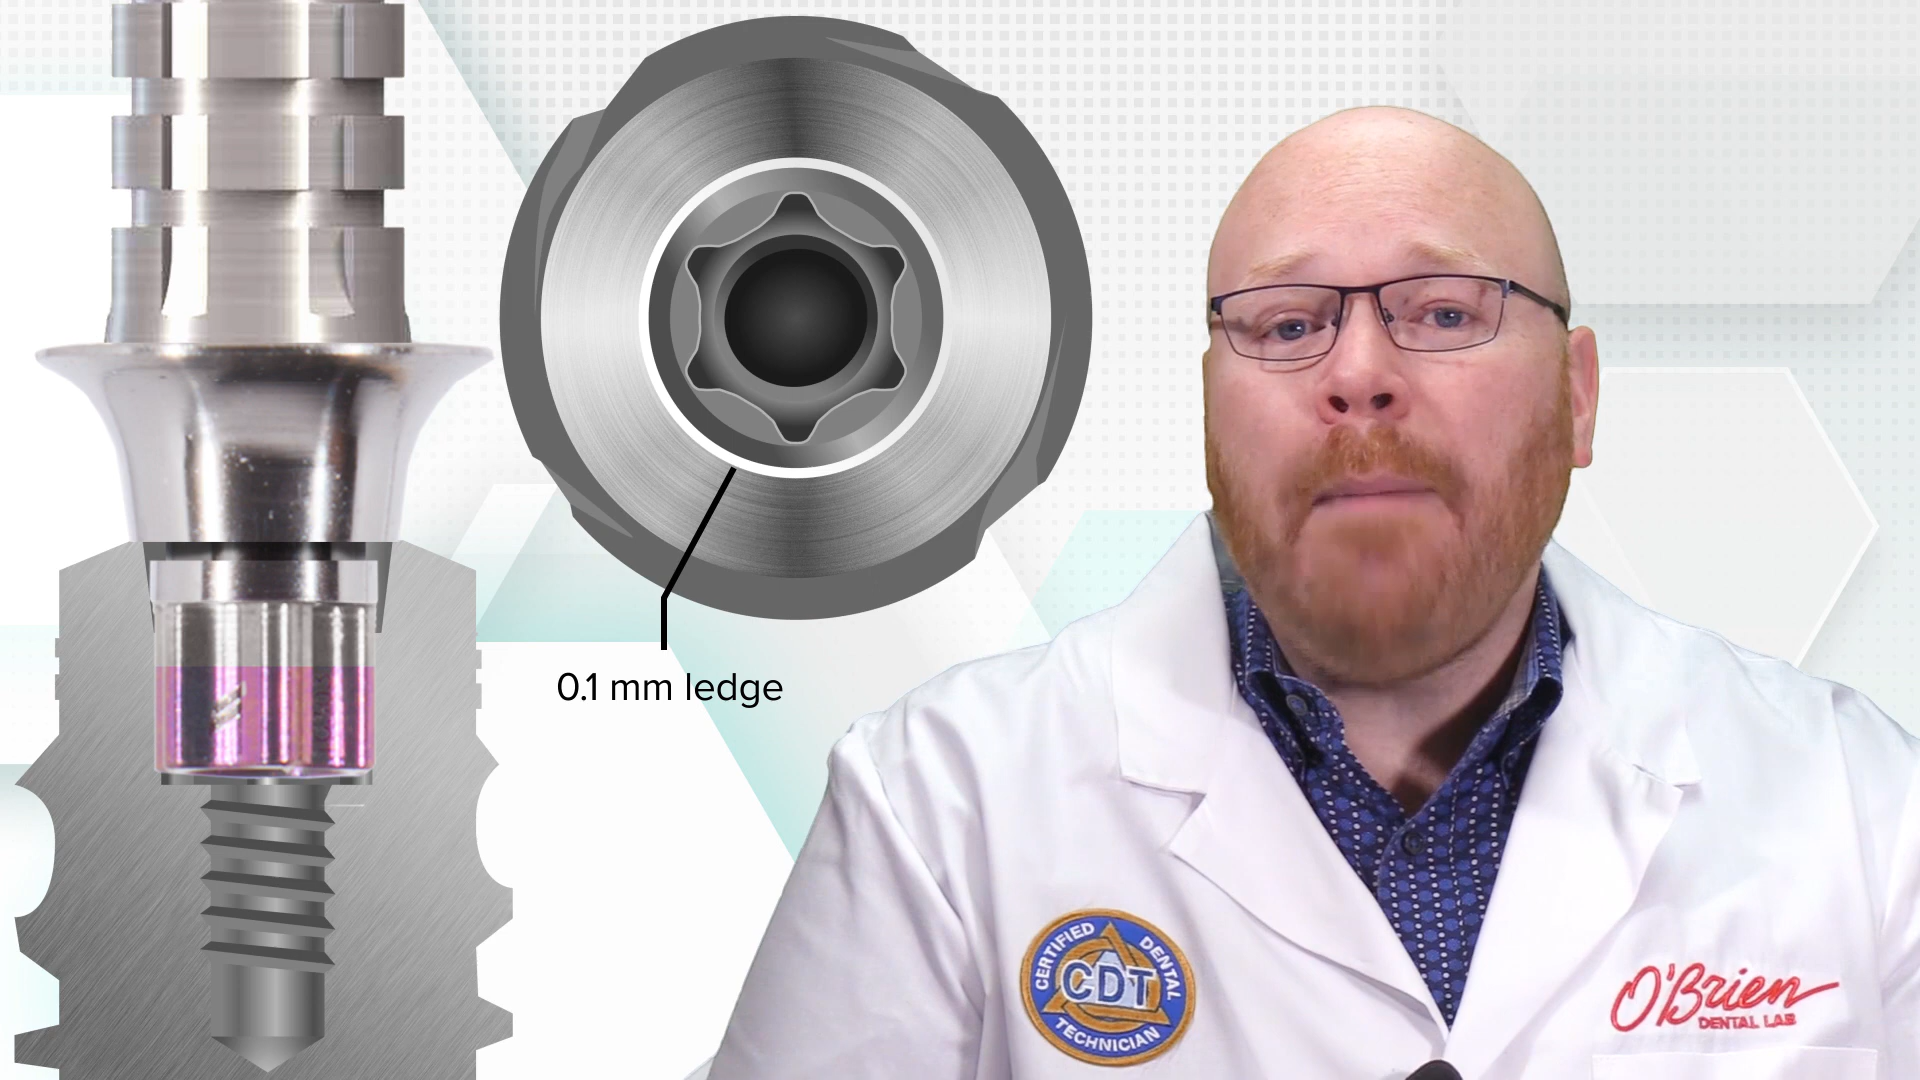 0.1 mm ledge
CERTIFIED DENTAL
CDT
TECHNICIAN
O'Brien
DENTAL LAB